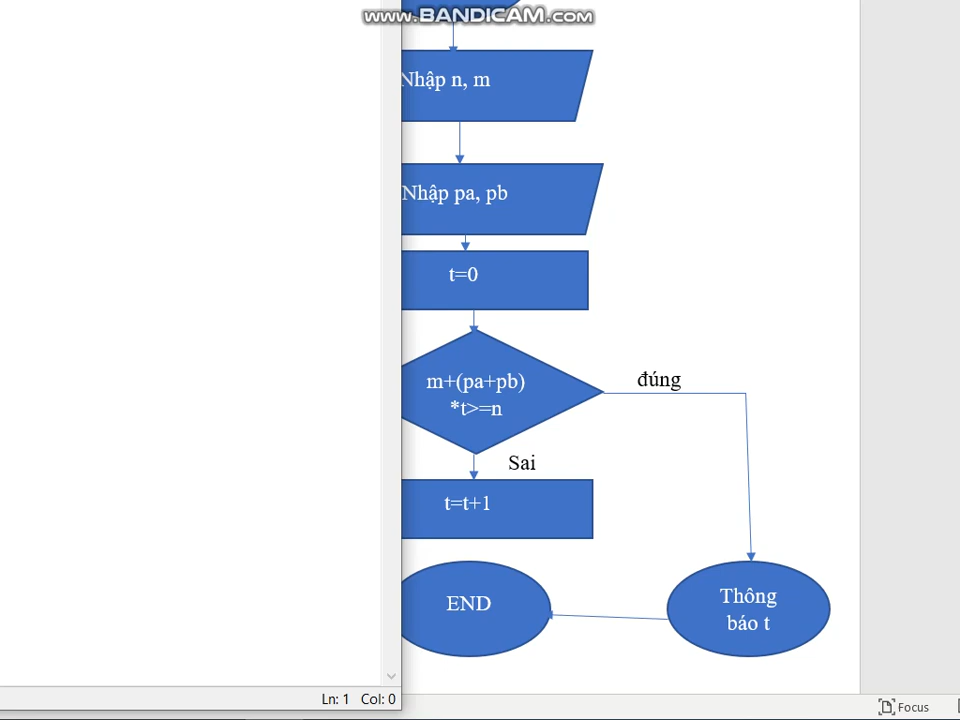 www.BANDICAM.com
Nhập n, m
Nhập pa, pb
t=0
m+(pa+pb)
*t>=n
đúng
Sai
t=t+1
END
Thông
báo t
Ln: 1 Col: 0
Focus